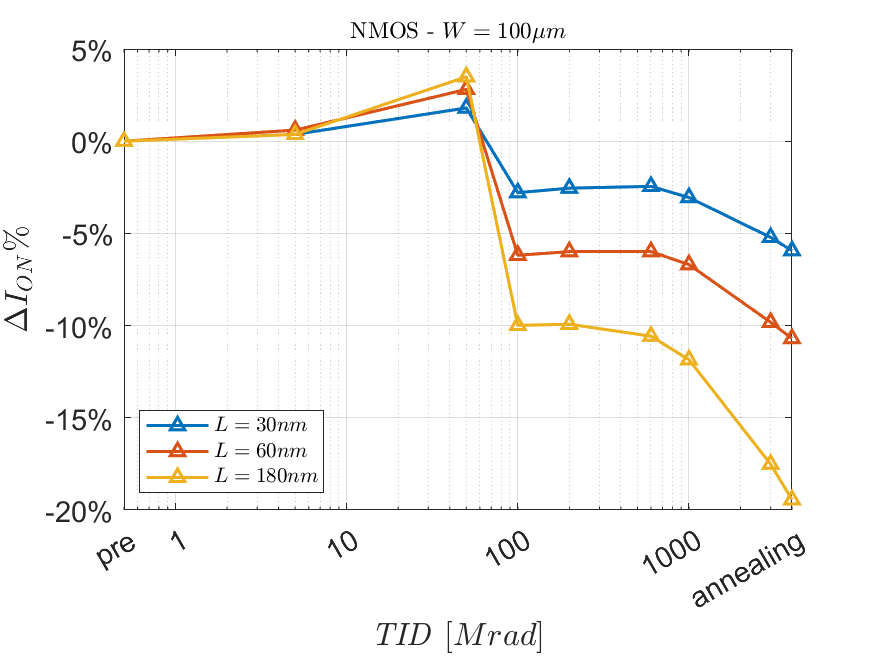 NMOS - W = 100μm
5%
0%
-5%
-10%
-15%
-20%
ΔI_ON%
L = 30nm
L = 60nm
L = 180nm
pre 1 10 100 1000 annealing
TID [Mrad]